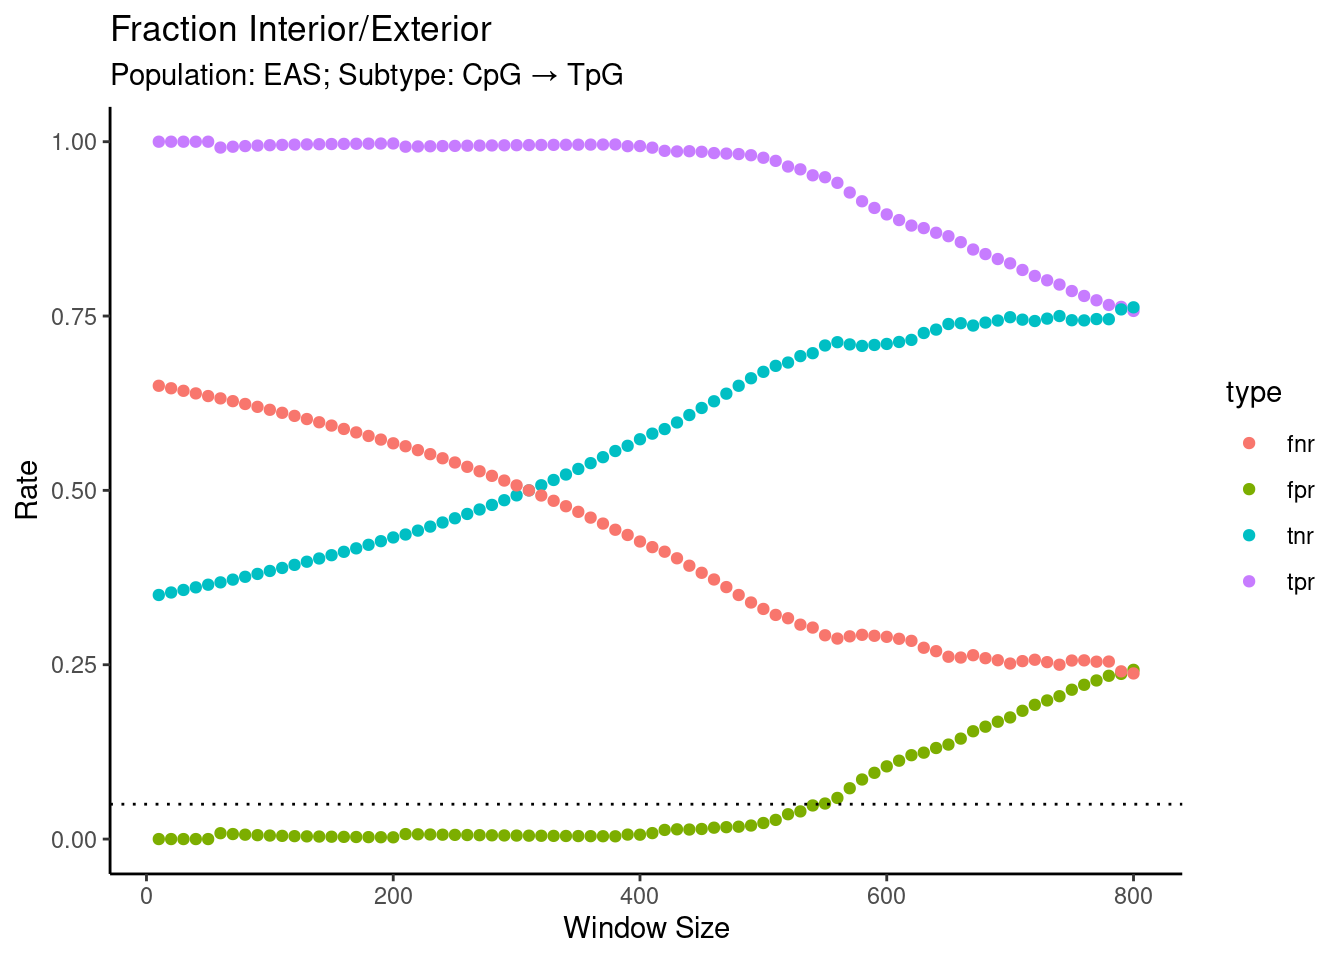 Fraction Interior/Exterior
Population: EAS; Subtype: CpG → TpG
1.00
0.75
0.50
0.25
0.00
Rate
0
200
400
600
800
Window Size
type
fnr
fpr
tnr
tpr